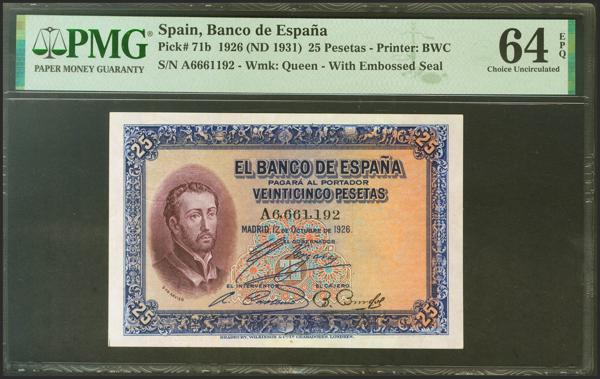 PMG
PAPER MONEY GUARANTY
Spain, Banco de España
Pick# 71b 1926 (ND 1931) 25 Pesetas - Printer: BWC
S/N A6661192 - Wmk: Queen - With Embossed Seal
64 EPQ
Choice Uncirculated
25 25
EL BANCO DE ESPAÑA
PAGARÁ AL PORTADOR
VEINTICINCO PESETAS
A6,661,192
MADRID, 12 DE OCTUBRE DE 1926
EL GOBERNADOR
EL INTERVENTOR EL CAJERO
25 25
BRADBURY, WILKINSON & Cª Lª GRABADORES, LONDRES.